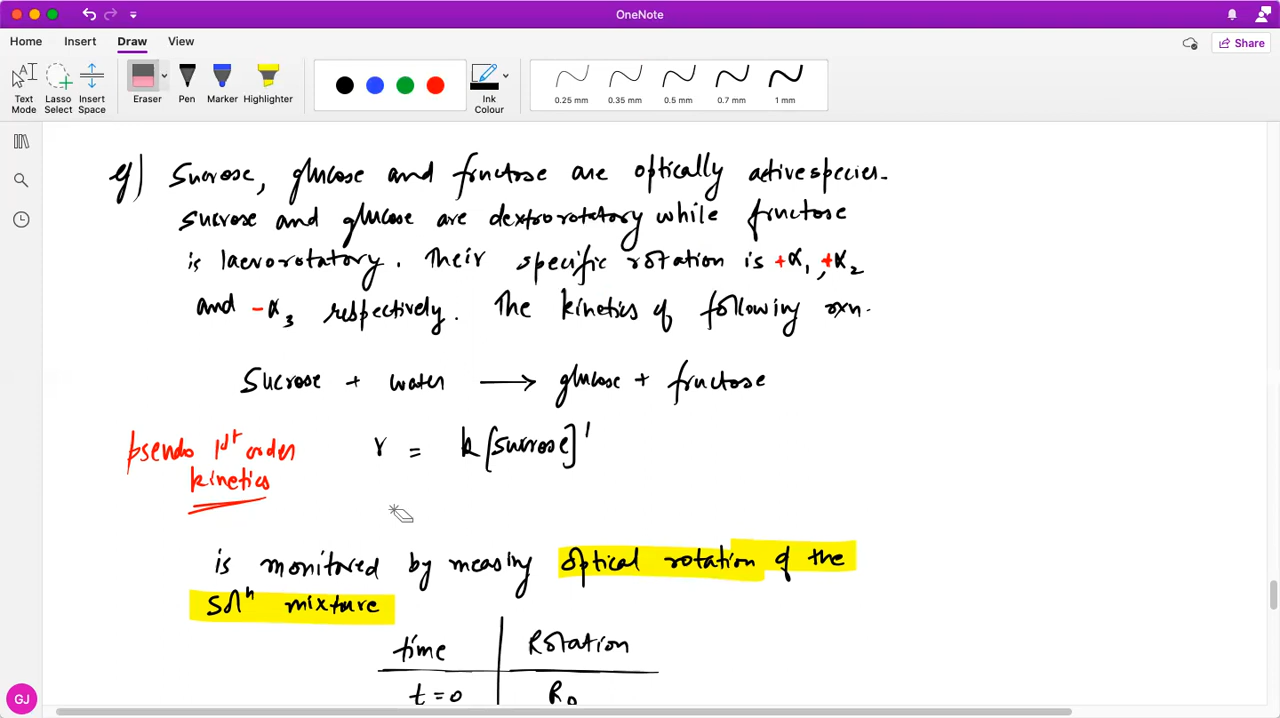 OneNote
Home Insert Draw View
Share
Text Mode
Lasso Select
Insert Space
Eraser
Pen
Marker
Highlighter
Ink Colour
0.25 mm 0.35 mm 0.5 mm 0.7 mm 1 mm
eg) Sucrose, glucose and fructose are optically active species.
Sucrose and glucose are dextrorotatory while fructose
is laevorotatory. Their specific rotation is +α1, +α2
and -α3 respectively. The kinetics of following rxn.
Sucrose + water → glucose + fructose
pseudo 1st order
kinetics
r = k[sucrose]1
is monitored by measing optical rotation of the
soln mixture
time Rotation
t = 0 R0
GJ